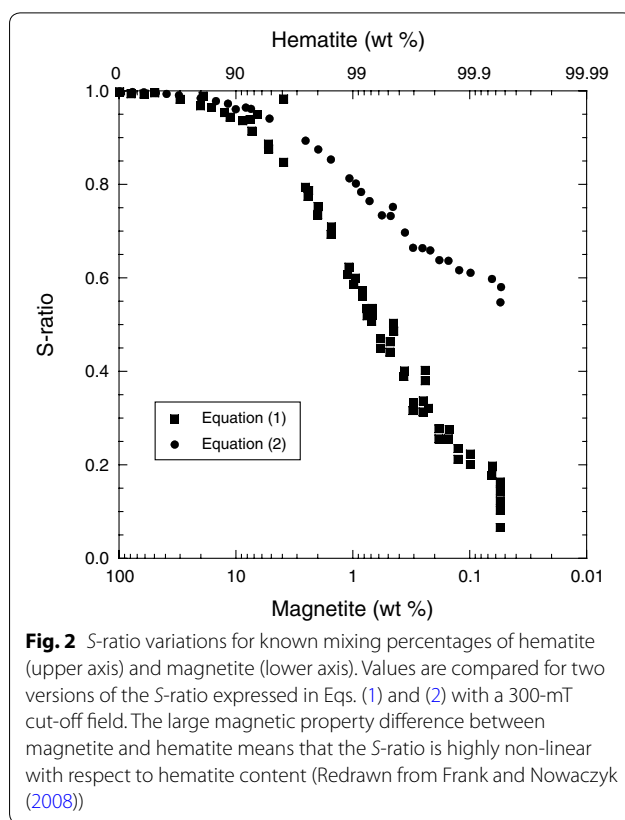 Hematite (wt %)
0 90 99 99.9 99.99
1.0
0.8
0.6
0.4
0.2
0.0
S-ratio
Equation (1)
Equation (2)
100 10 1 0.1 0.01
Magnetite (wt %)
Fig. 2 S-ratio variations for known mixing percentages of hematite
(upper axis) and magnetite (lower axis). Values are compared for two
versions of the S-ratio expressed in Eqs. (1) and (2) with a 300-mT
cut-off field. The large magnetic property difference between
magnetite and hematite means that the S-ratio is highly non-linear
with respect to hematite content (Redrawn from Frank and Nowaczyk
(2008))